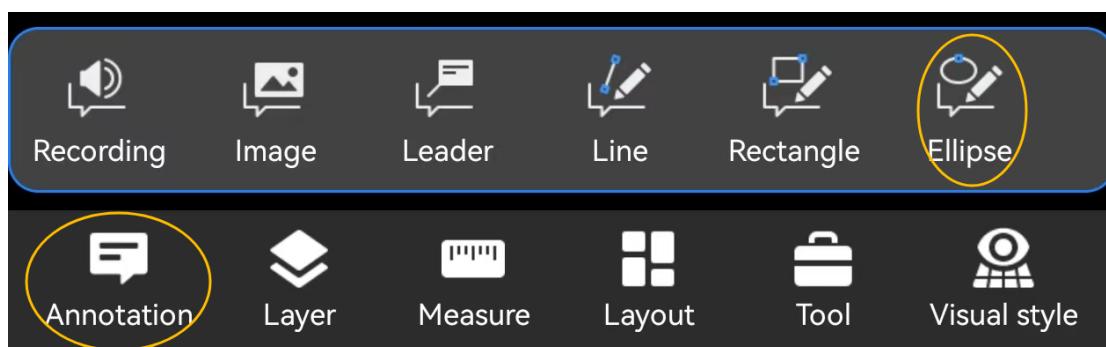 Recording Image Leader Line Rectangle Ellipse
Annotation Layer Measure Layout Tool Visual style